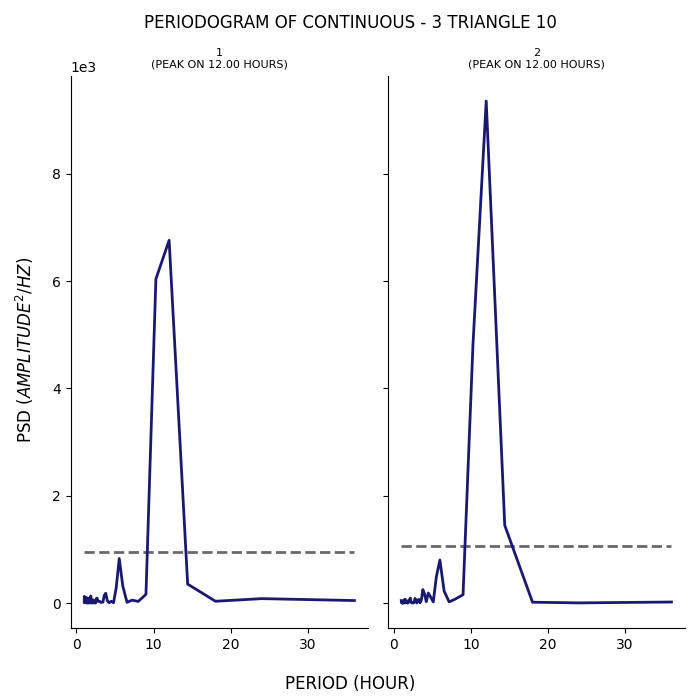 PERIODOGRAM OF CONTINUOUS - 3 TRIANGLE 10
1
(PEAK ON 12.00 HOURS)
2
(PEAK ON 12.00 HOURS)
1e3
8
6
4
2
0
0 10 20 30
0 10 20 30
PSD (AMPLITUDE²/HZ)
PERIOD (HOUR)